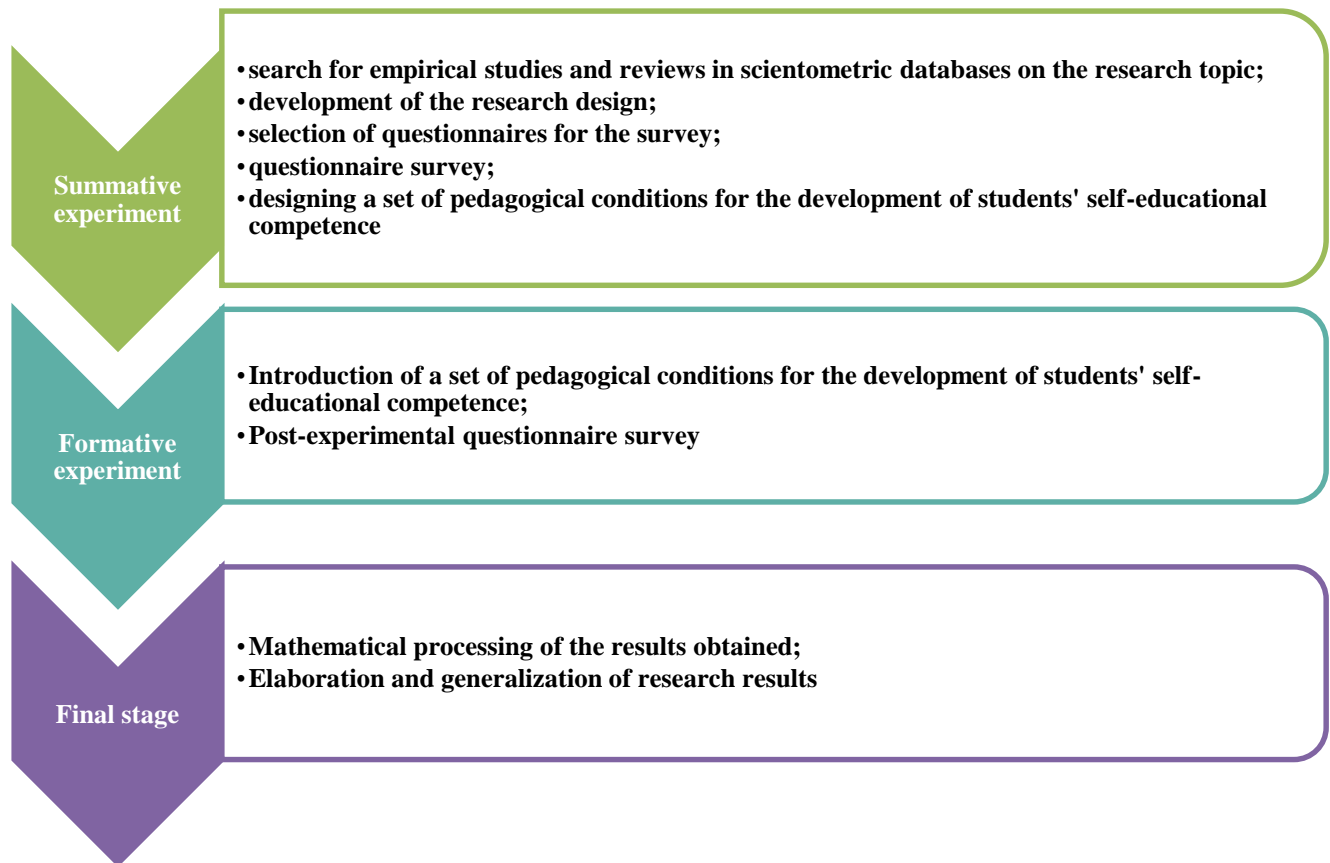 Summative
experiment
•search for empirical studies and reviews in scientometric databases on the research topic;
•development of the research design;
•selection of questionnaires for the survey;
•questionnaire survey;
•designing a set of pedagogical conditions for the development of students' self-educational
competence
Formative
experiment
•Introduction of a set of pedagogical conditions for the development of students' self-
educational competence;
•Post-experimental questionnaire survey
Final stage
•Mathematical processing of the results obtained;
•Elaboration and generalization of research results